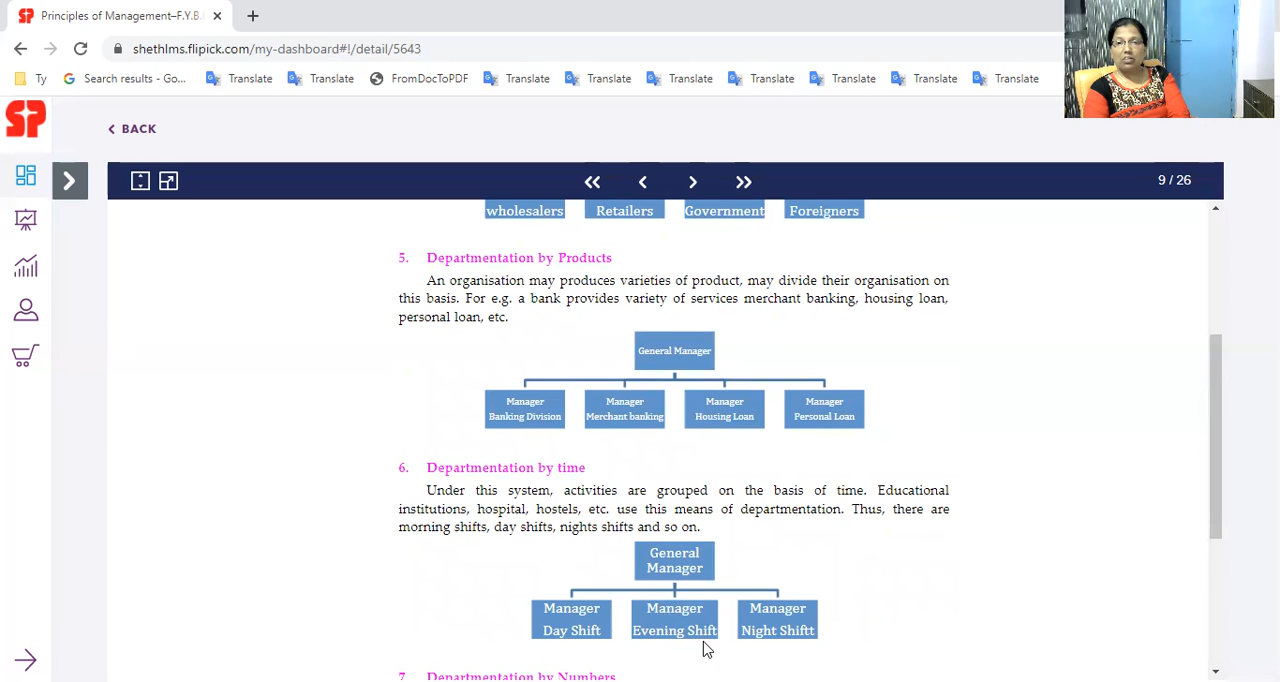 Principles of Management–F.Y.B.
shethlms.flipick.com/my-dashboard#!/detail/5643
Ty
Search results - Go...
Translate
Translate
FromDocToPDF
Translate
Translate
Translate
Translate
Translate
Translate
Translate
SP
BACK
9 / 26
wholesalers
Retailers
Government
Foreigners
5. Departmentation by Products
An organisation may produces varieties of product, may divide their organisation on
this basis. For e.g. a bank provides variety of services merchant banking, housing loan,
personal loan, etc.
General Manager
Manager
Banking Division
Manager
Merchant banking
Manager
Housing Loan
Manager
Personal Loan
6. Departmentation by time
Under this system, activities are grouped on the basis of time. Educational
institutions, hospital, hostels, etc. use this means of departmentation. Thus, there are
morning shifts, day shifts, nights shifts and so on.
General
Manager
Manager
Day Shift
Manager
Evening Shift
Manager
Night Shiftt
7. Departmentation by Numbers